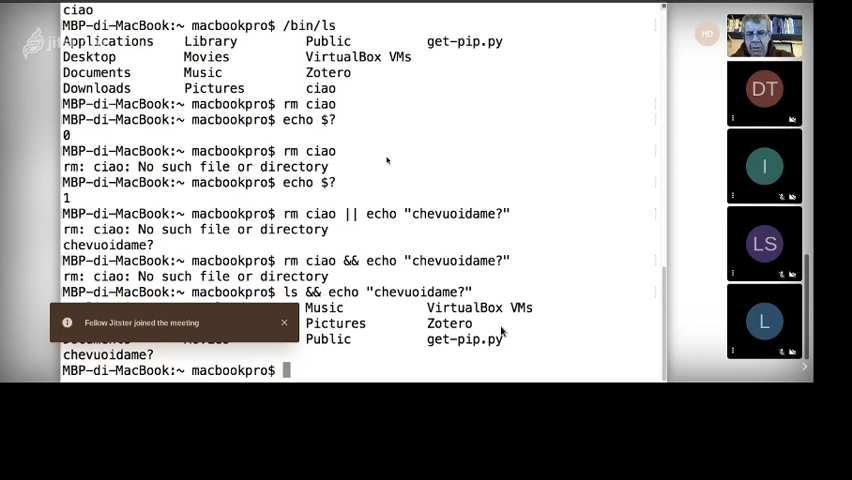 ciao
MBP-di-MacBook:~ macbookpro$ /bin/ls
Applications Library Public get-pip.py
Desktop Movies VirtualBox VMs
Documents Music Zotero
Downloads Pictures ciao
MBP-di-MacBook:~ macbookpro$ rm ciao
MBP-di-MacBook:~ macbookpro$ echo $?
0
MBP-di-MacBook:~ macbookpro$ rm ciao
rm: ciao: No such file or directory
MBP-di-MacBook:~ macbookpro$ echo $?
1
MBP-di-MacBook:~ macbookpro$ rm ciao || echo "chevuoidame?"
rm: ciao: No such file or directory
chevuoidame?
MBP-di-MacBook:~ macbookpro$ rm ciao && echo "chevuoidame?"
rm: ciao: No such file or directory
MBP-di-MacBook:~ macbookpro$ ls && echo "chevuoidame?"
Music VirtualBox VMs
Pictures Zotero
Public get-pip.py
chevuoidame?
MBP-di-MacBook:~ macbookpro$
Fellow Jitster joined the meeting
HO
DT
I
LS
L